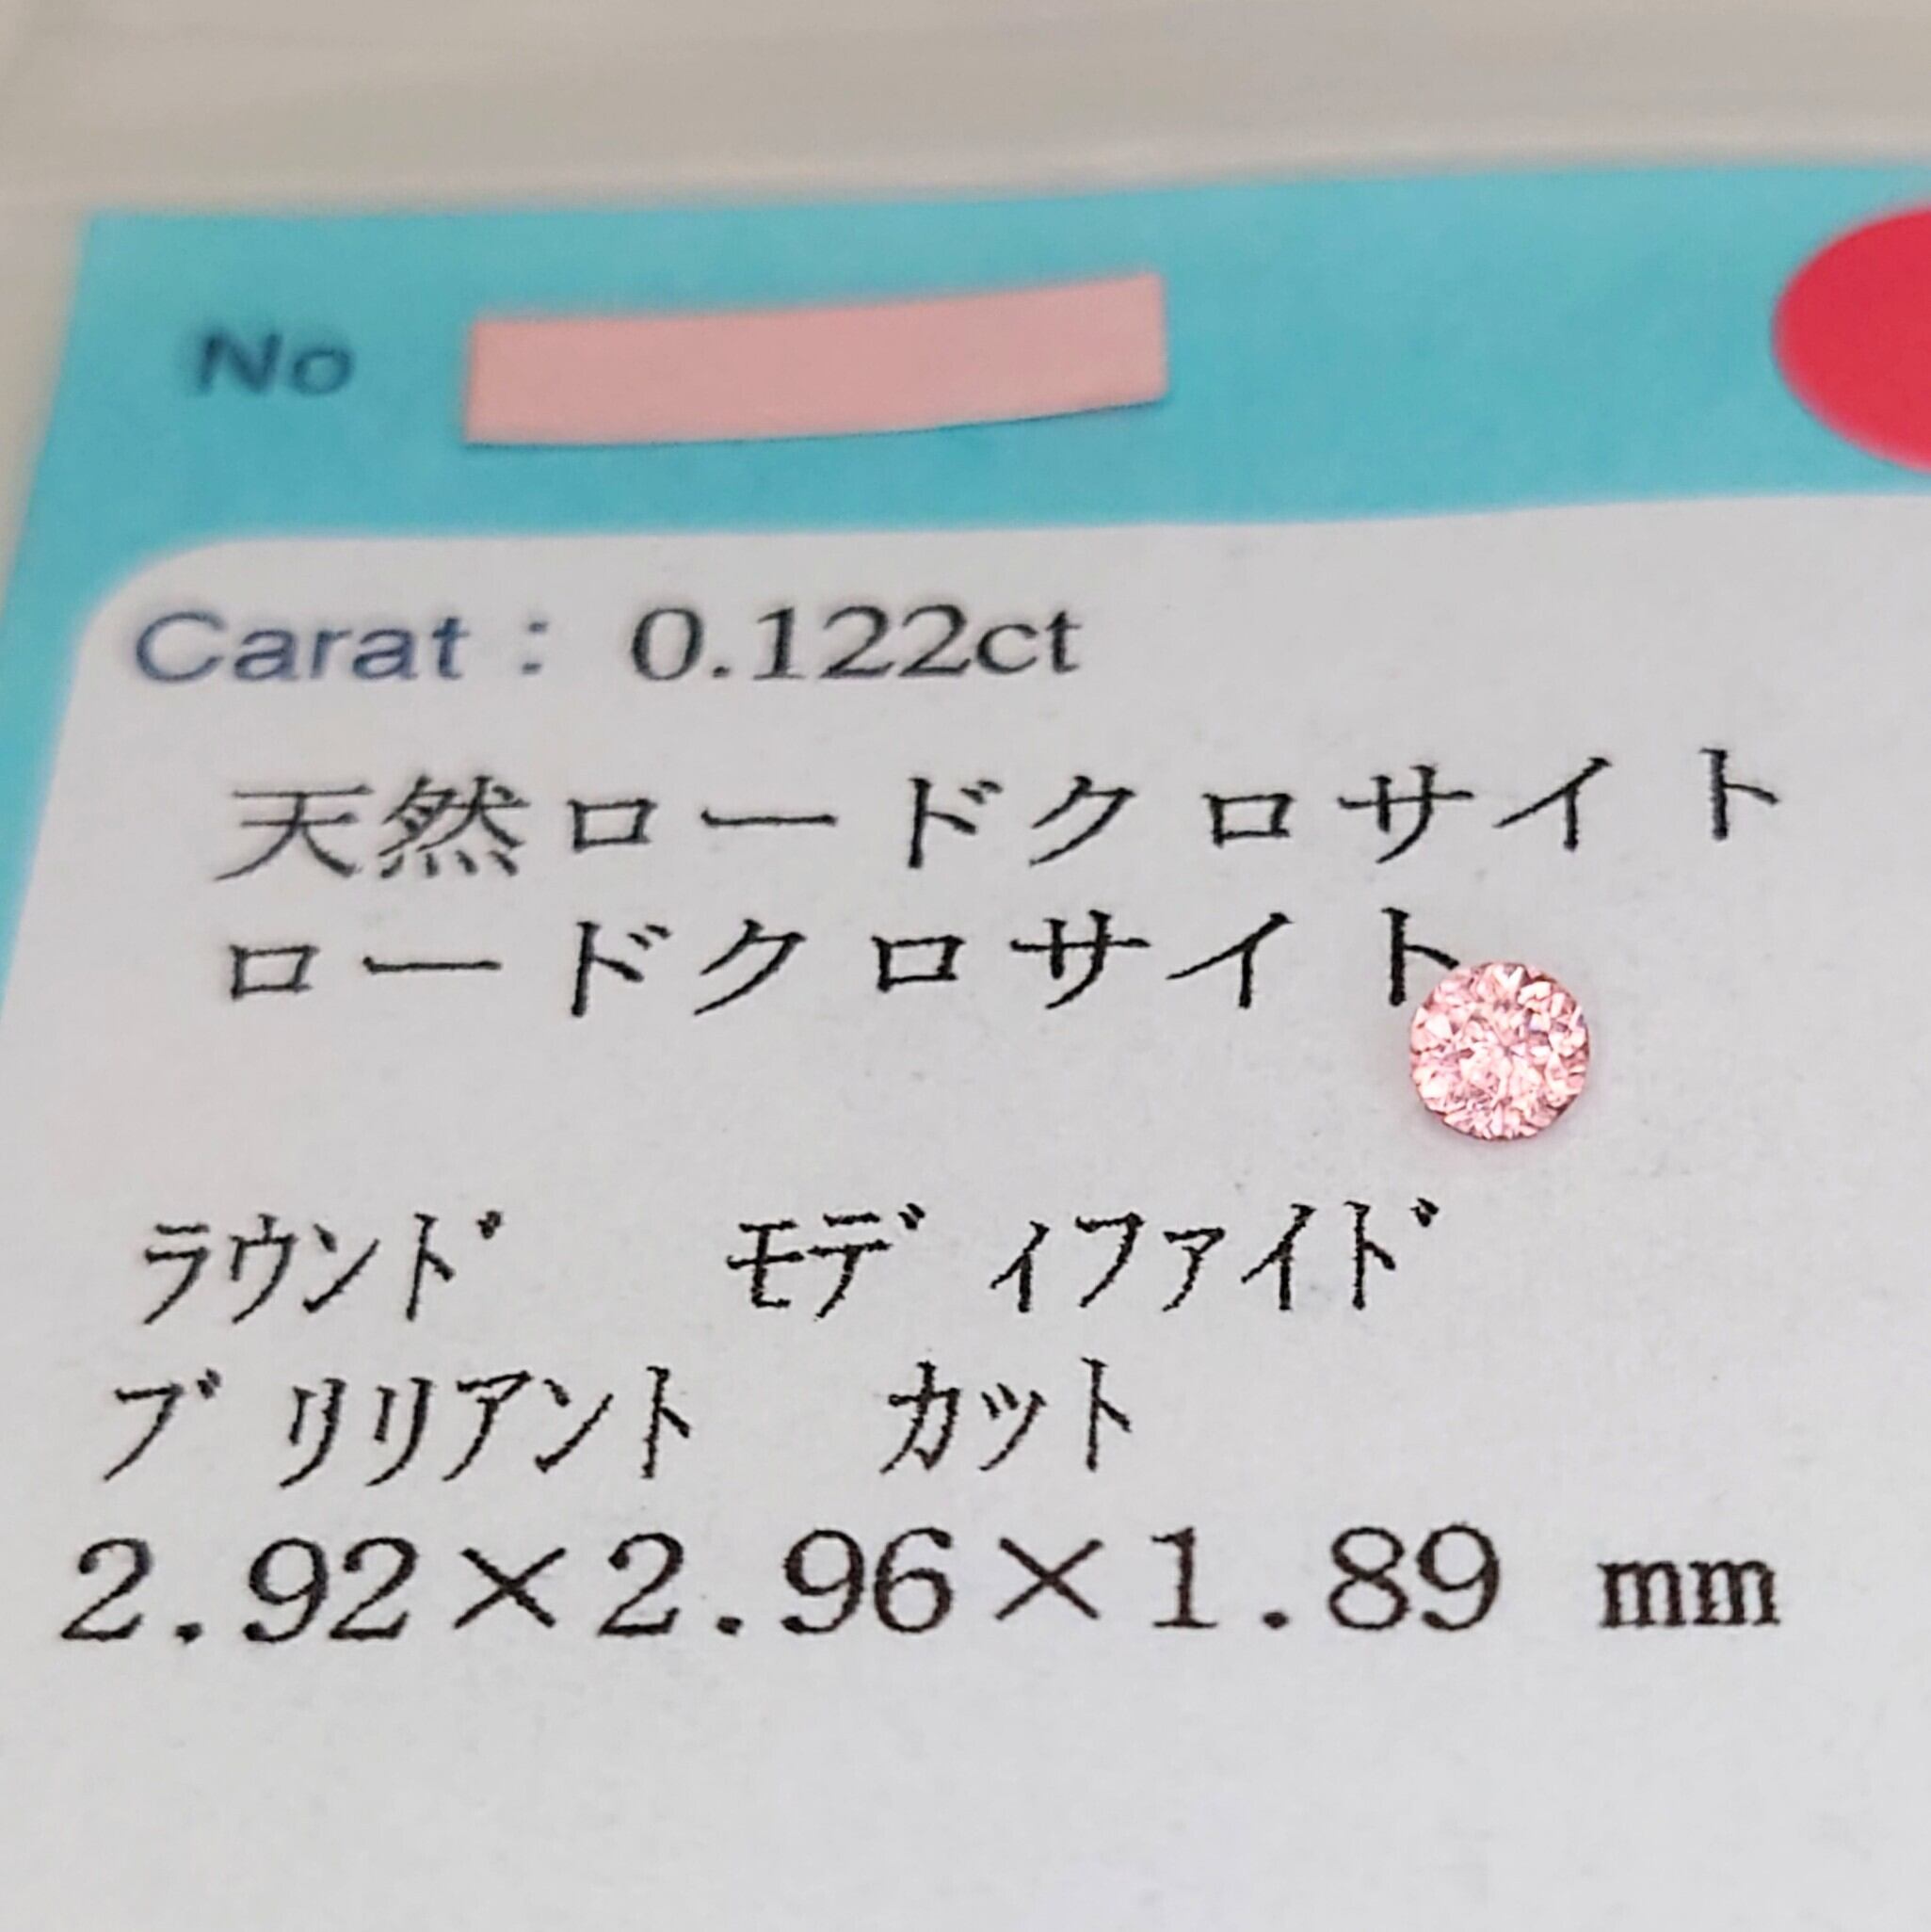 No
Carat : 0.122ct
天然ロードクロサイト
ロードクロサイト
ﾗｳﾝﾄﾞ ﾓﾃﾞｨﾌｧｲﾄﾞ
ﾌﾞﾘﾘｱﾝﾄ ｶｯﾄ
2.92×2.96×1.89 mm